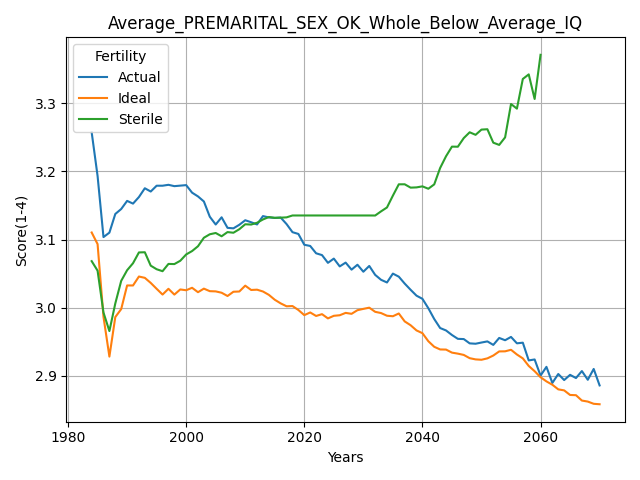 Average_PREMARITAL_SEX_OK_Whole_Below_Average_IQ
Fertility
Actual
Ideal
Sterile
Score(1-4)
3.3
3.2
3.1
3.0
2.9
1980
2000
2020
2040
2060
Years